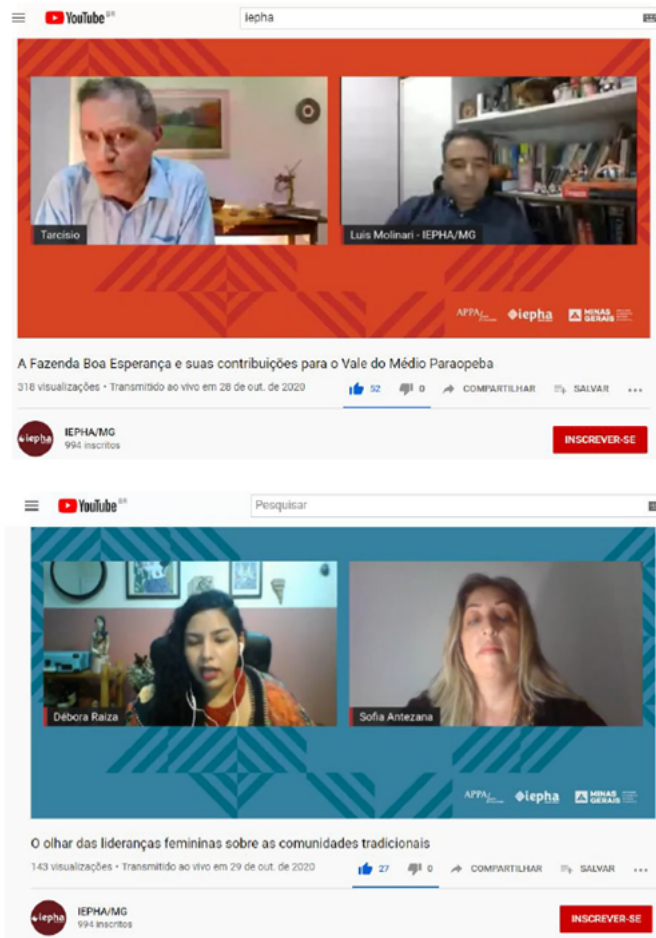 YouTube BR
iepha
Tarcísio
Luis Molinari - IEPHA/MG
APPA
iepha
MINAS GERAIS
A Fazenda Boa Esperança e suas contribuições para o Vale do Médio Paraopeba
318 visualizações • Transmitido ao vivo em 28 de out. de 2020
52
0
COMPARTILHAR
SALVAR
iepha
IEPHA/MG
994 inscritos
INSCREVER-SE
YouTube BR
Pesquisar
Débora Raiza
Sofia Antezana
APPA
iepha
MINAS GERAIS
O olhar das lideranças femininas sobre as comunidades tradicionais
143 visualizações • Transmitido ao vivo em 29 de out. de 2020
27
0
COMPARTILHAR
SALVAR
iepha
IEPHA/MG
994 inscritos
INSCREVER-SE